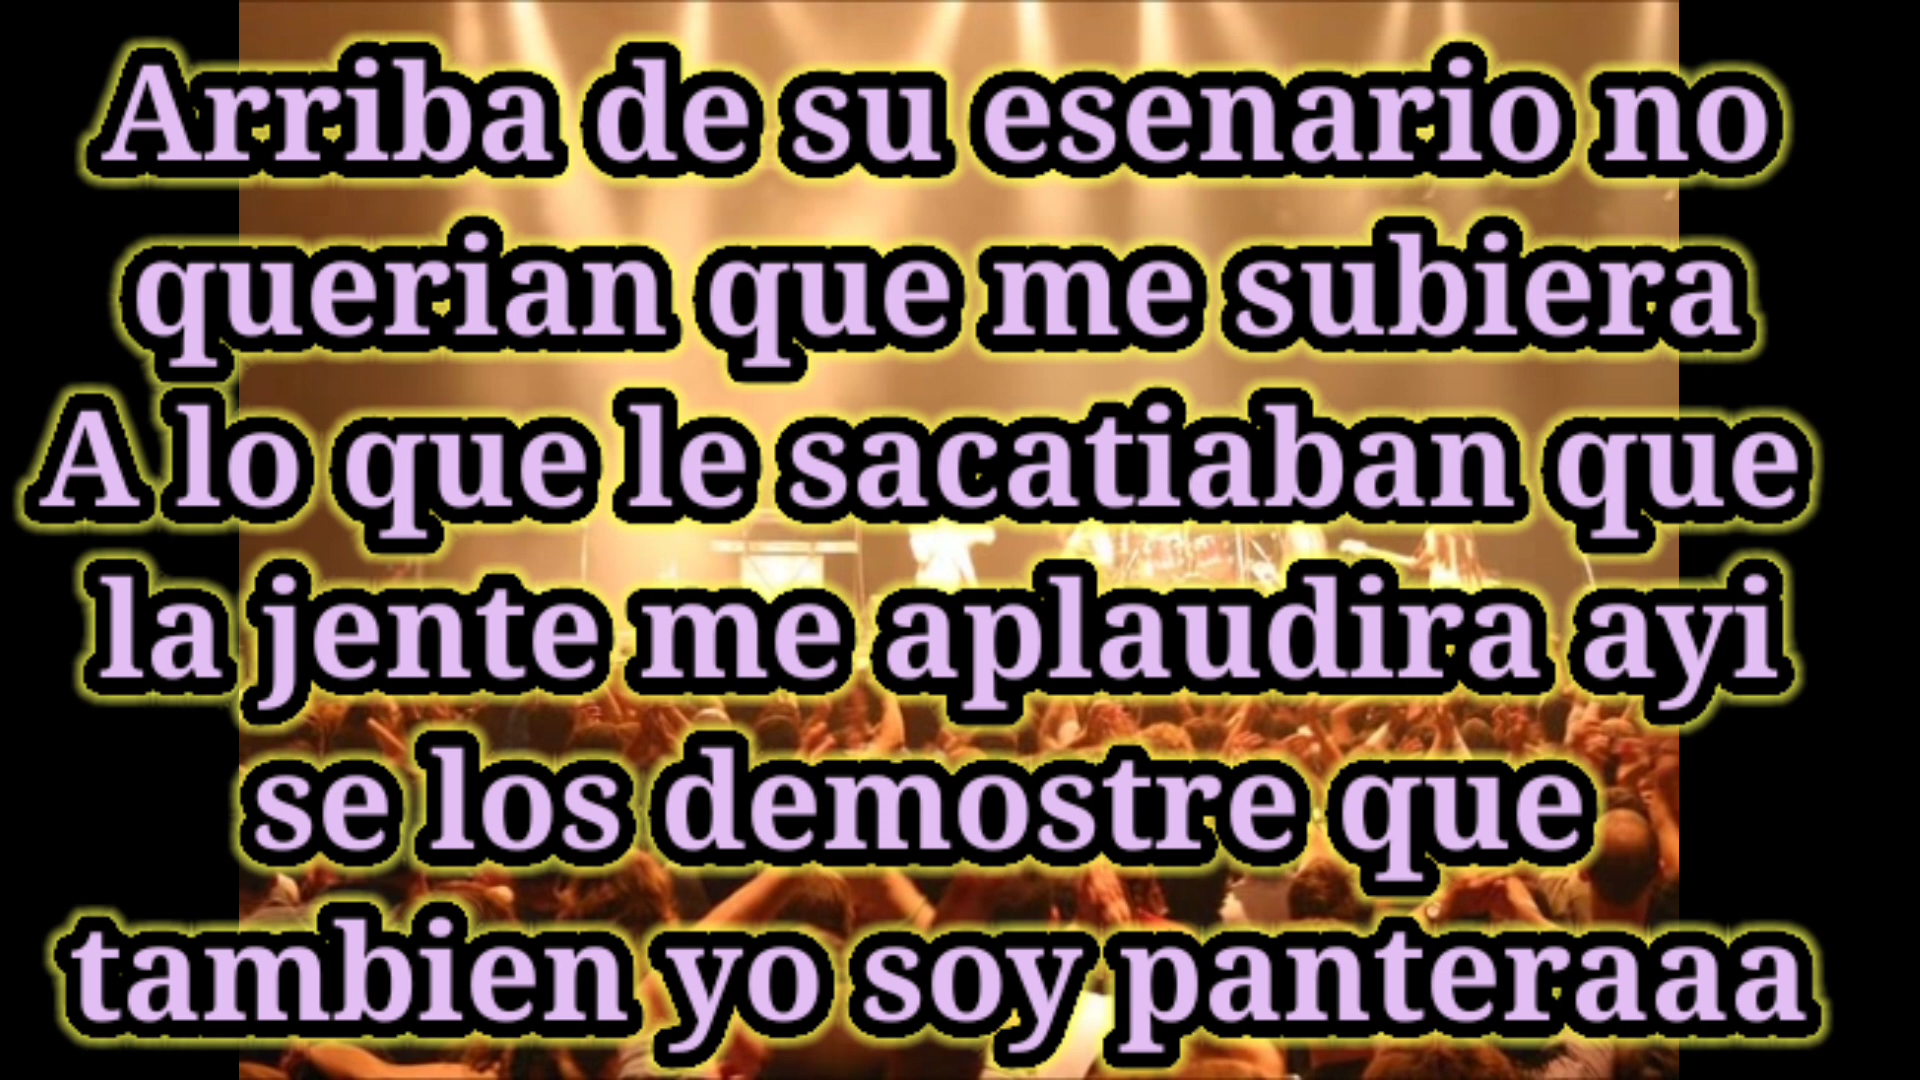 Arriba de su esenario no
querian que me subiera
A lo que le sacatiaban que
la jente me aplaudira ayi
se los demostre que
tambien yo soy panteraaa